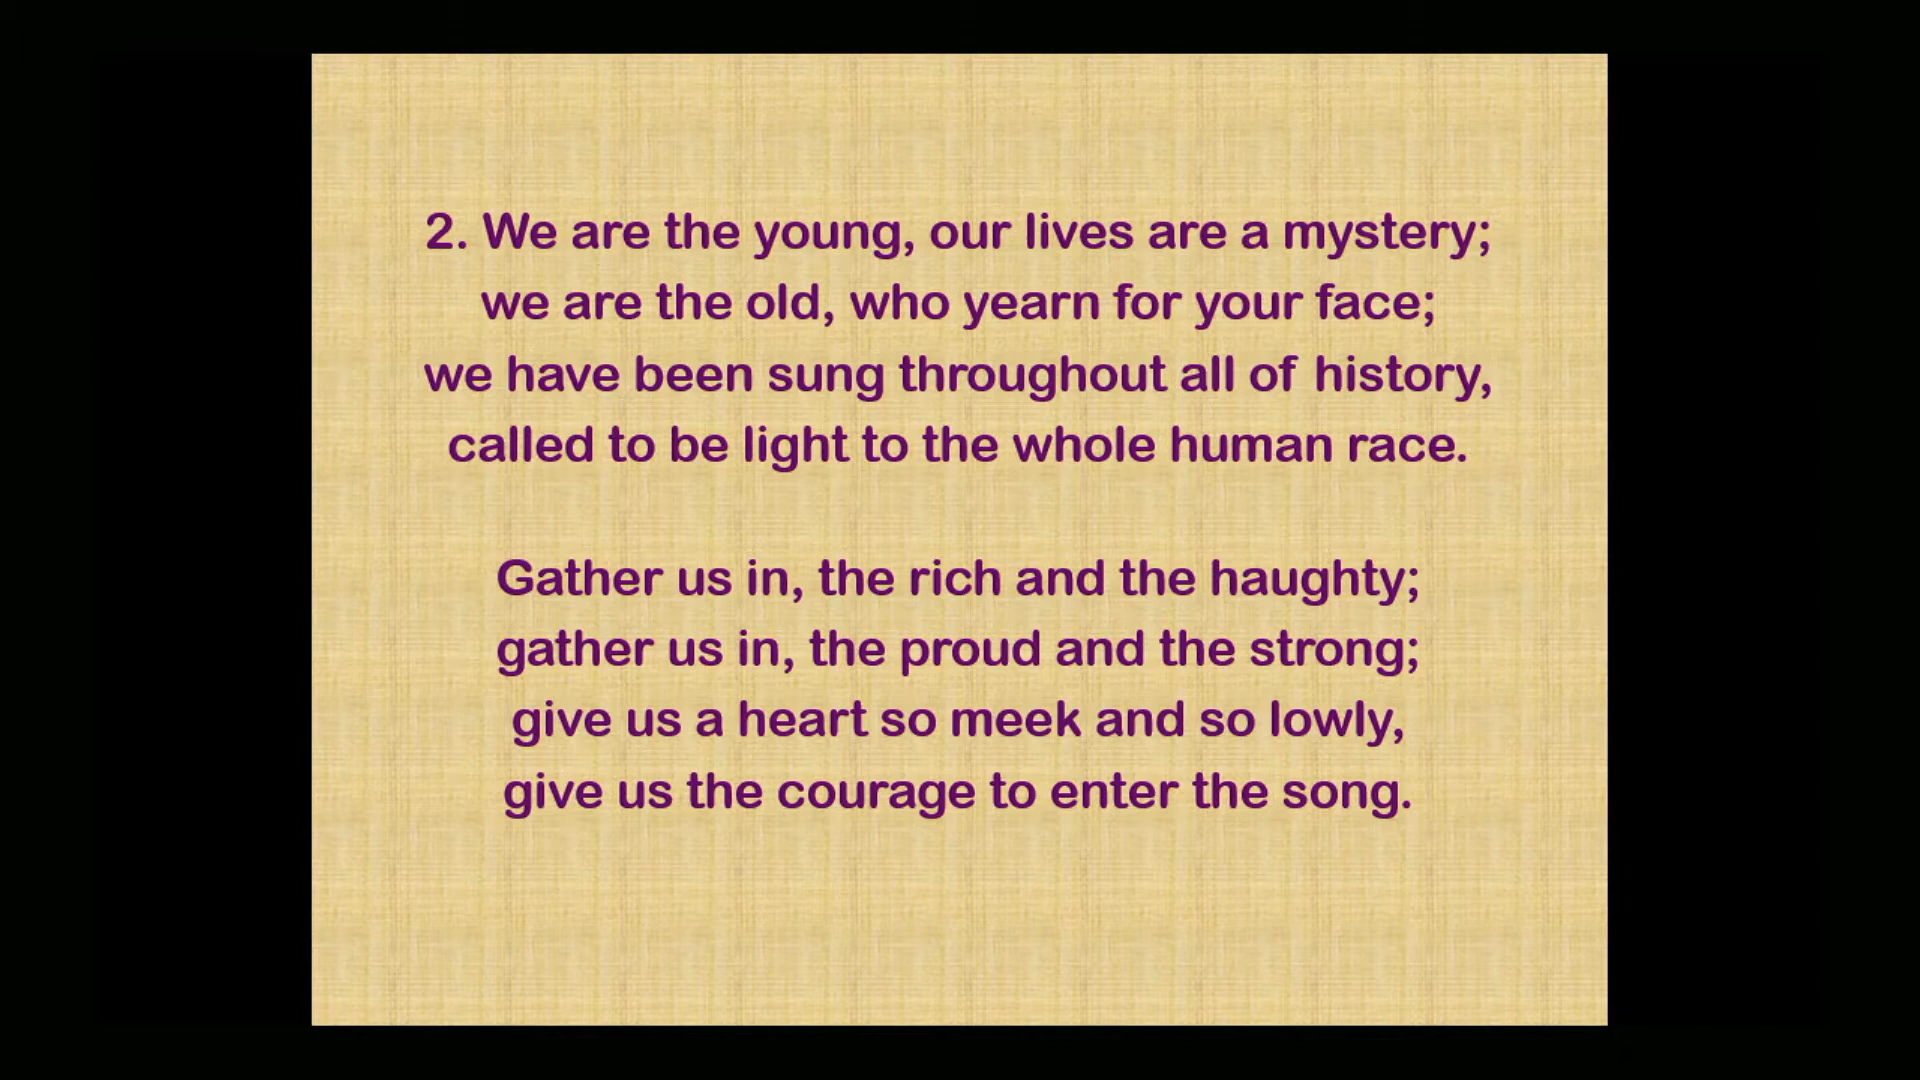 2. We are the young, our lives are a mystery;
we are the old, who yearn for your face;
we have been sung throughout all of history,
called to be light to the whole human race.
Gather us in, the rich and the haughty;
gather us in, the proud and the strong;
give us a heart so meek and so lowly,
give us the courage to enter the song.